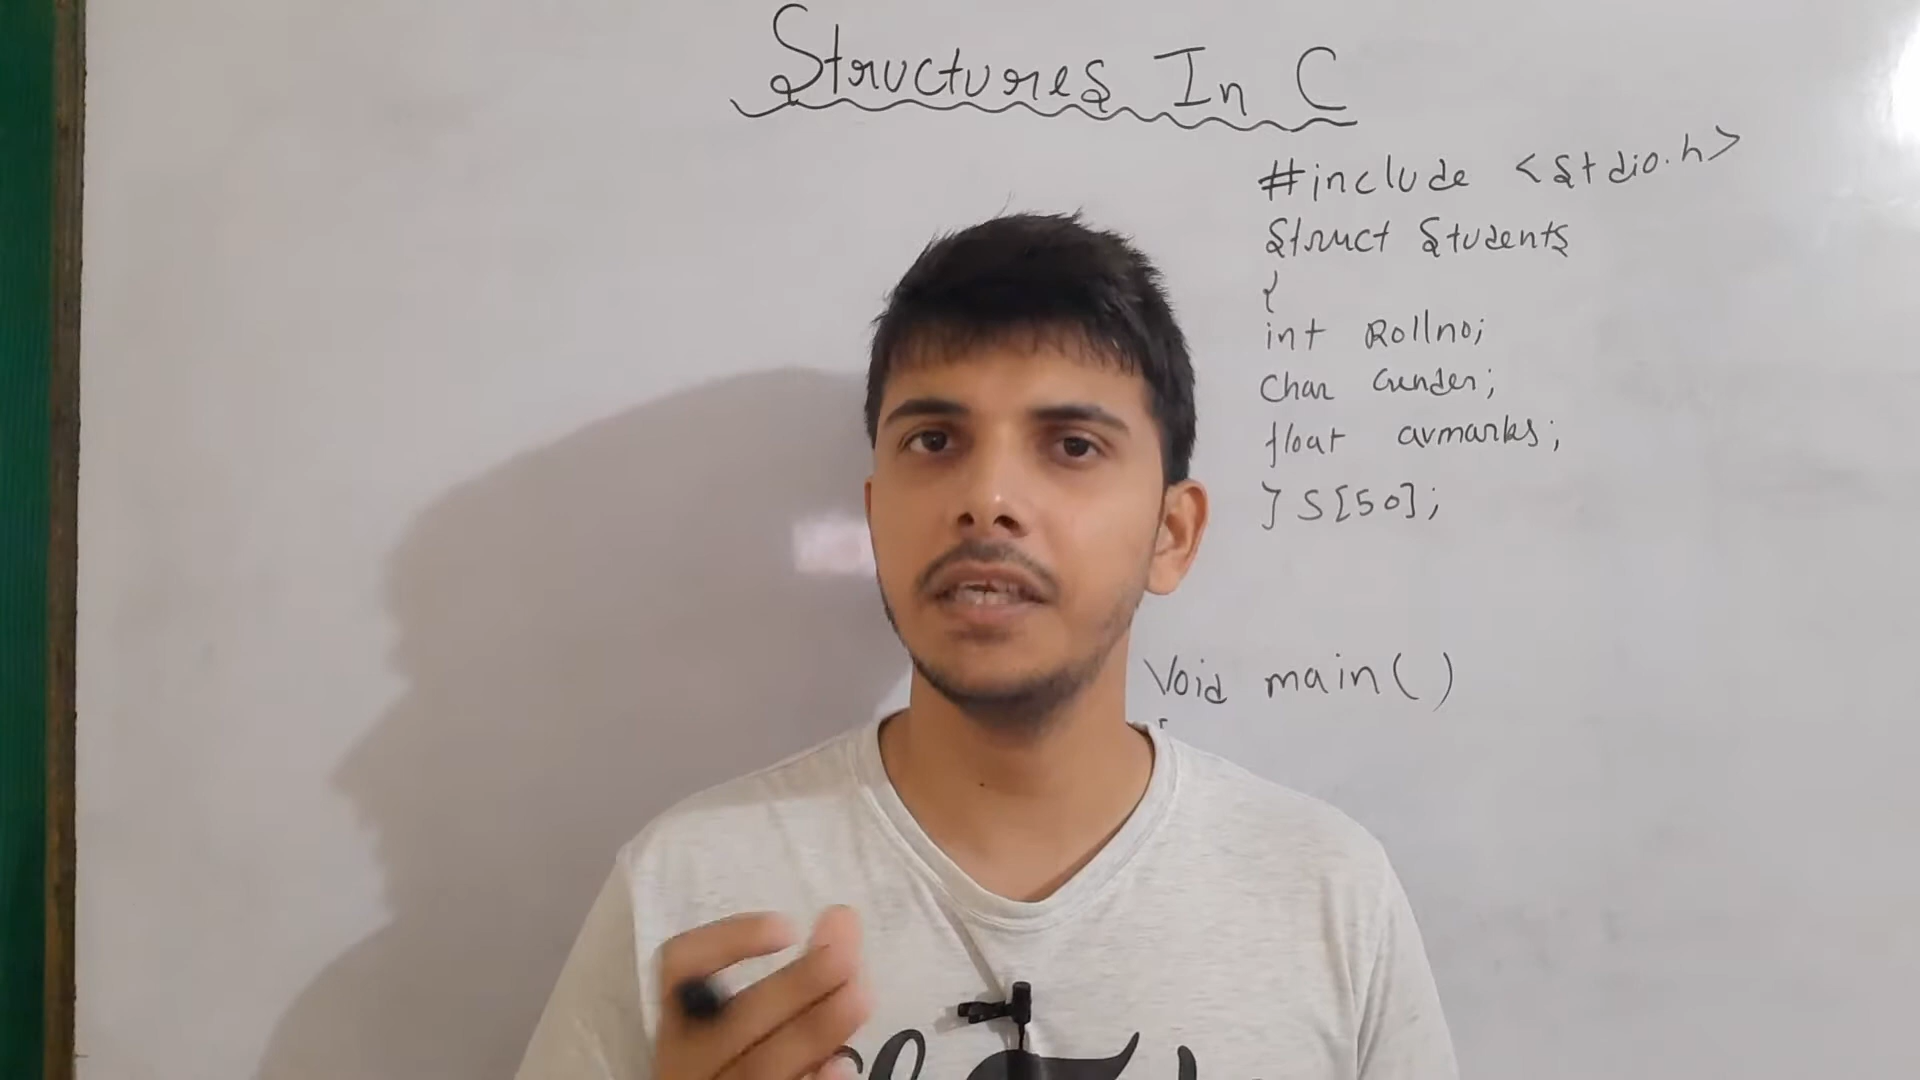 Structures In C
#include <stdio.h>
Struct Students
{
int Rollno;
Char Gender;
float avmarks;
} S[50];
Void main()